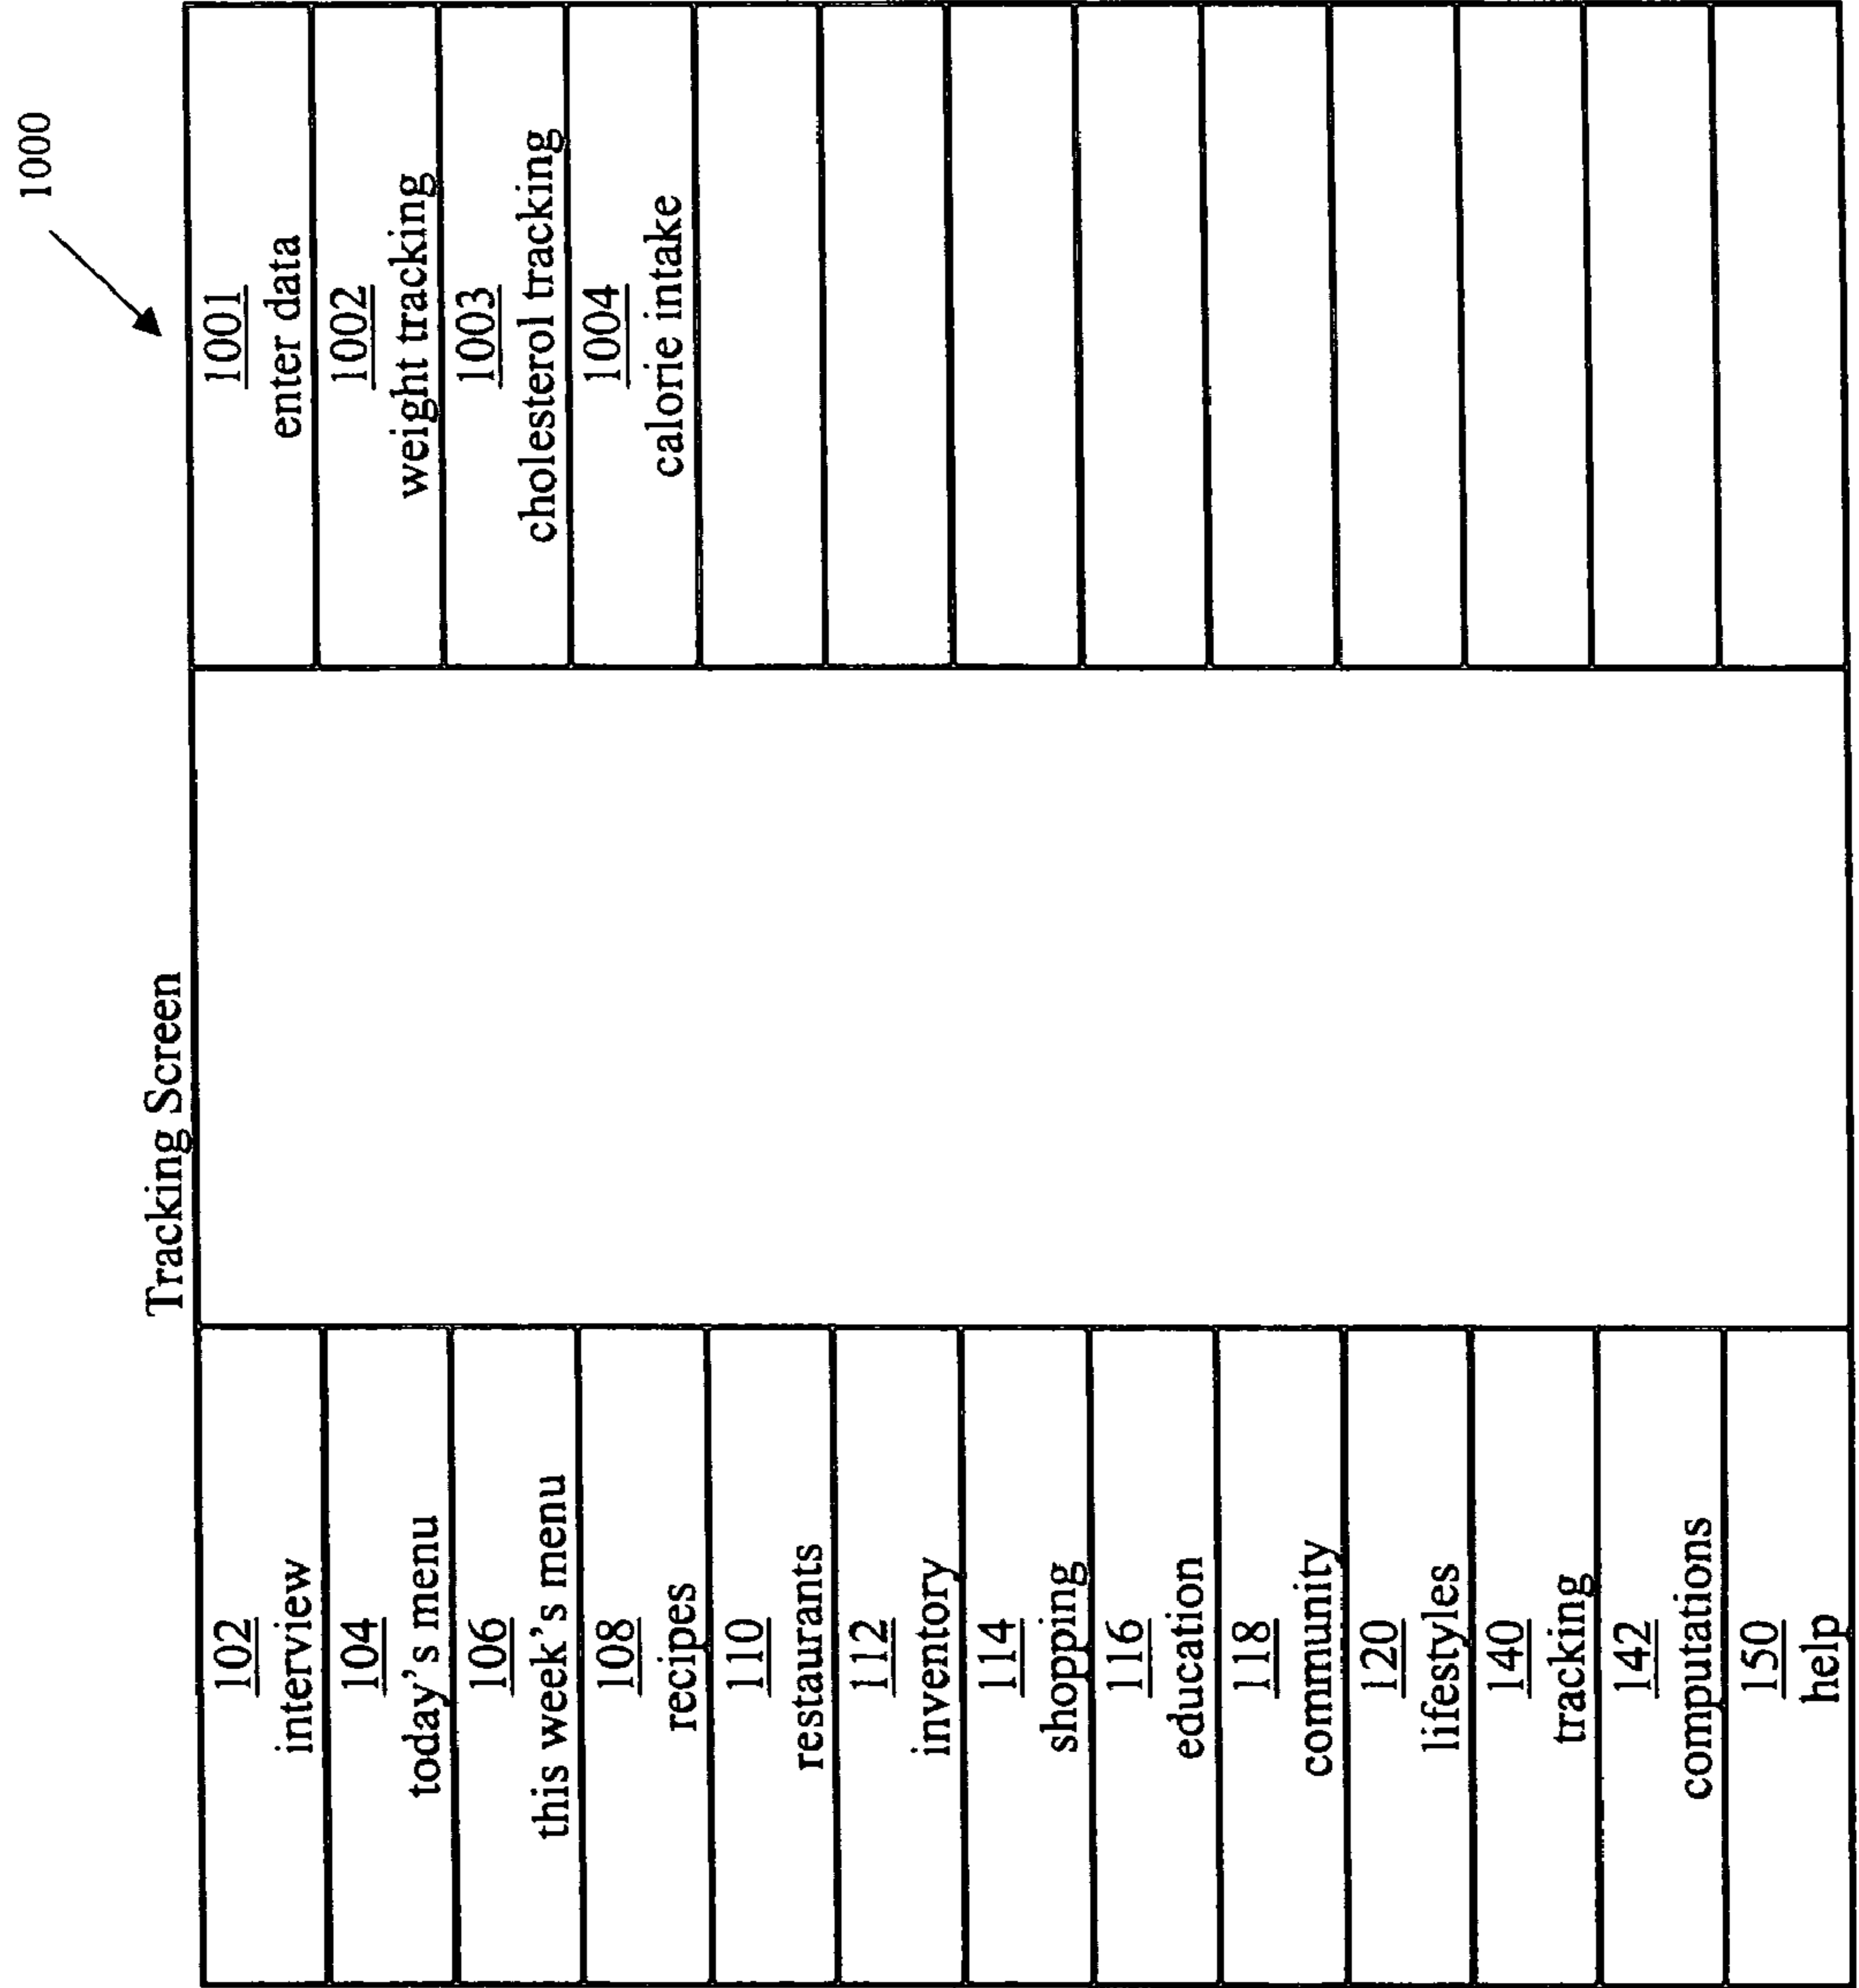 1000
Tracking Screen
102
interview
104
today's menu
106
this week's menu
108
recipes
110
restaurants
112
inventory
114
shopping
116
education
118
community
120
lifestyles
140
tracking
142
computations
150
help
1001
enter data
1002
weight tracking
1003
cholesterol tracking
1004
calorie intake